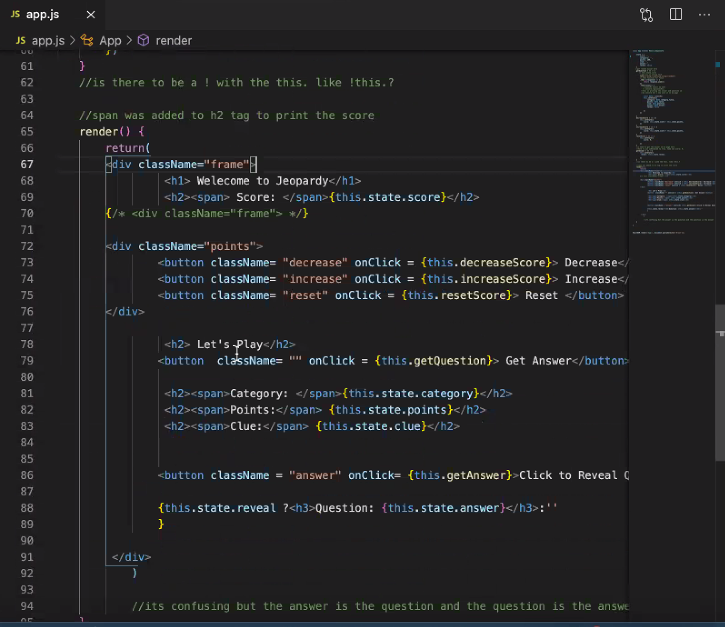 JS app.js ×
JS app.js > App > render
61 }
62 //is there to be a ! with the this. like !this.?
63
64 //span was added to h2 tag to print the score
65 render() {
66 return(
67 <div className="frame">
68 <h1> Welecome to Jeopardy</h1>
69 <h2><span> Score: </span>{this.state.score}</h2>
70 {/* <div className="frame"> */}
71
72 <div className="points">
73 <button className= "decrease" onClick = {this.decreaseScore}> Decrease</
74 <button className= "increase" onClick = {this.increaseScore}> Increase</
75 <button className= "reset" onClick = {this.resetScore}> Reset </button>
76 </div>
77
78 <h2> Let's Play</h2>
79 <button className= "" onClick = {this.getQuestion}> Get Answer</button>
80
81 <h2><span>Category: </span>{this.state.category}</h2>
82 <h2><span>Points:</span> {this.state.points}</h2>
83 <h2><span>Clue:</span> {this.state.clue}</h2>
84
85
86 <button className = "answer" onClick= {this.getAnswer}>Click to Reveal Q
87
88 {this.state.reveal ?<h3>Question: {this.state.answer}</h3>:''
89 }
90
91 </div>
92 )
93
94 //its confusing but the answer is the question and the question is the answe
95 }